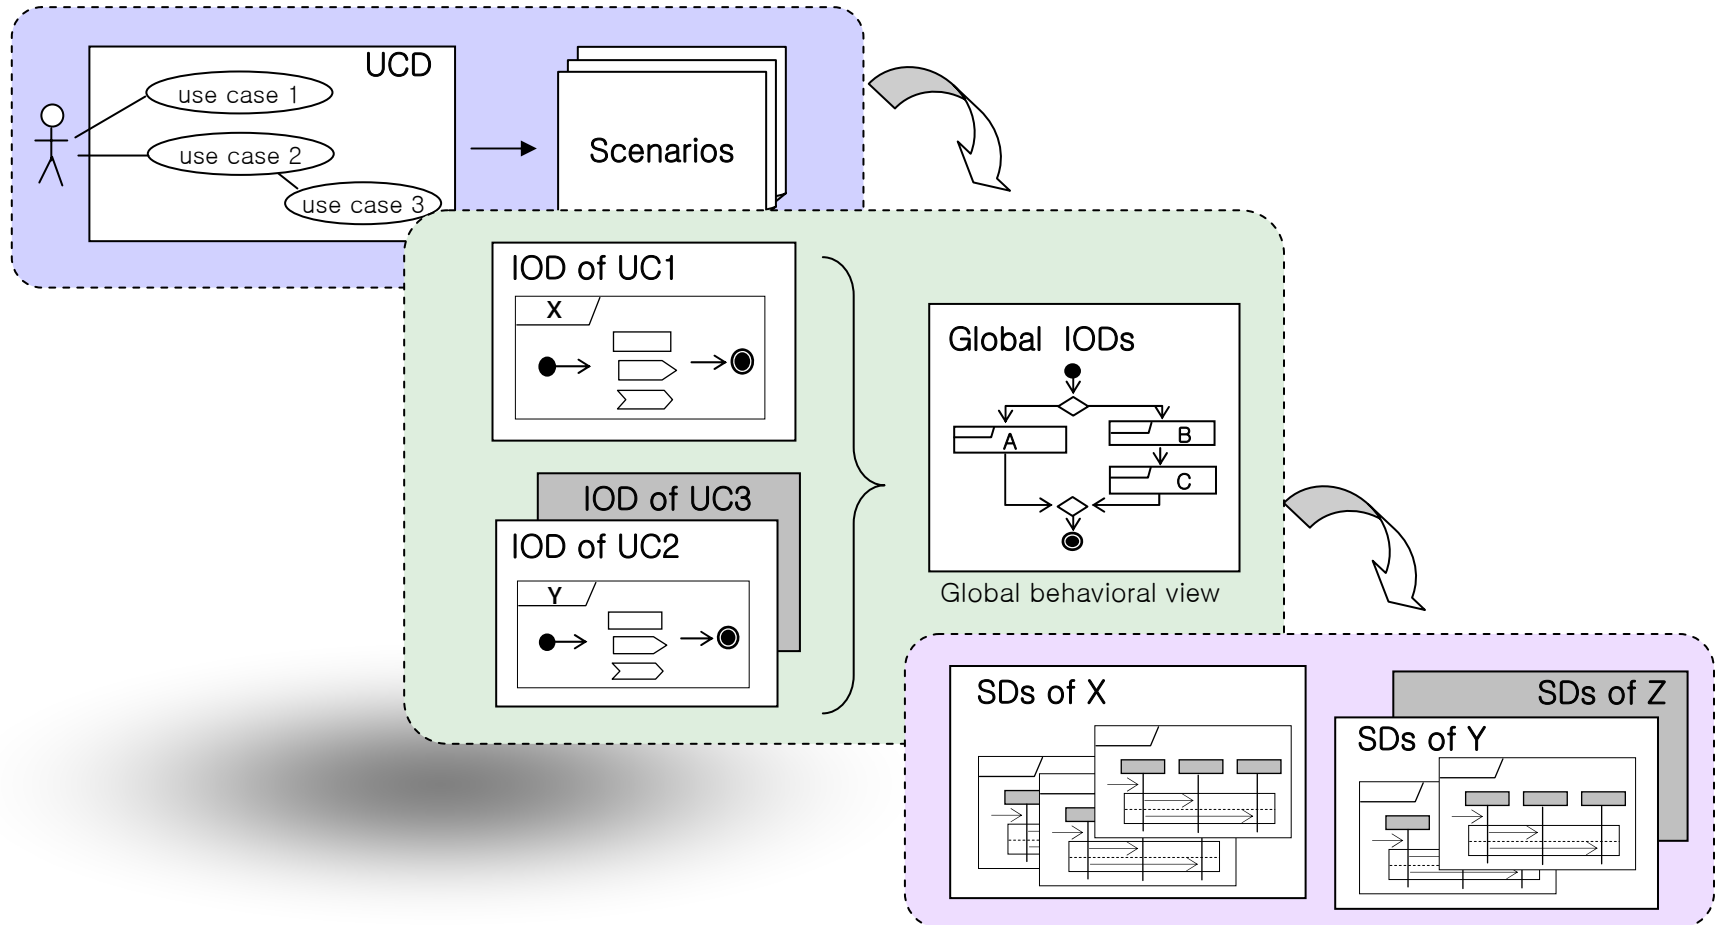 UCD
use case 1
use case 2
use case 3
Scenarios
IOD of UC1
X
IOD of UC3
IOD of UC2
Y
Global IODs
A
B
C
Global behavioral view
SDs of X
SDs of Z
SDs of Y